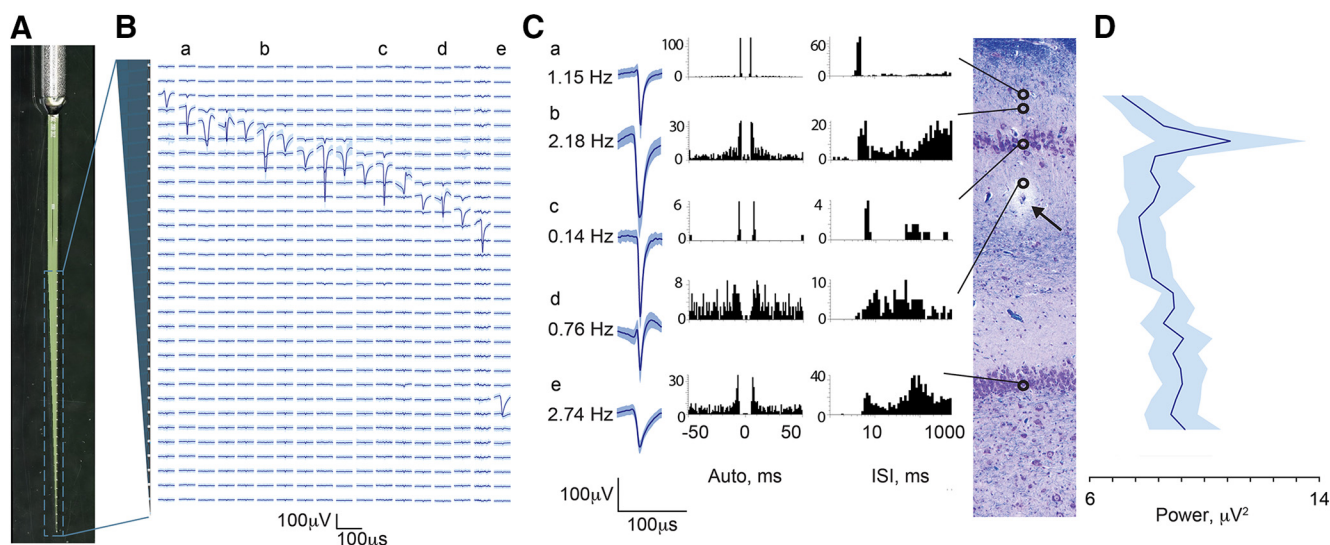 A
B
a b c d e
100μV
100μs
C
a
1.15 Hz
100
0
60
0
b
2.18 Hz
30
0
20
0
c
0.14 Hz
6
0
4
0
d
0.76 Hz
8
0
10
0
e
2.74 Hz
30
0
40
0
-50 0 50
10 1000
Auto, ms
ISI, ms
100μV
100μs
D
6 14
Power, μV²